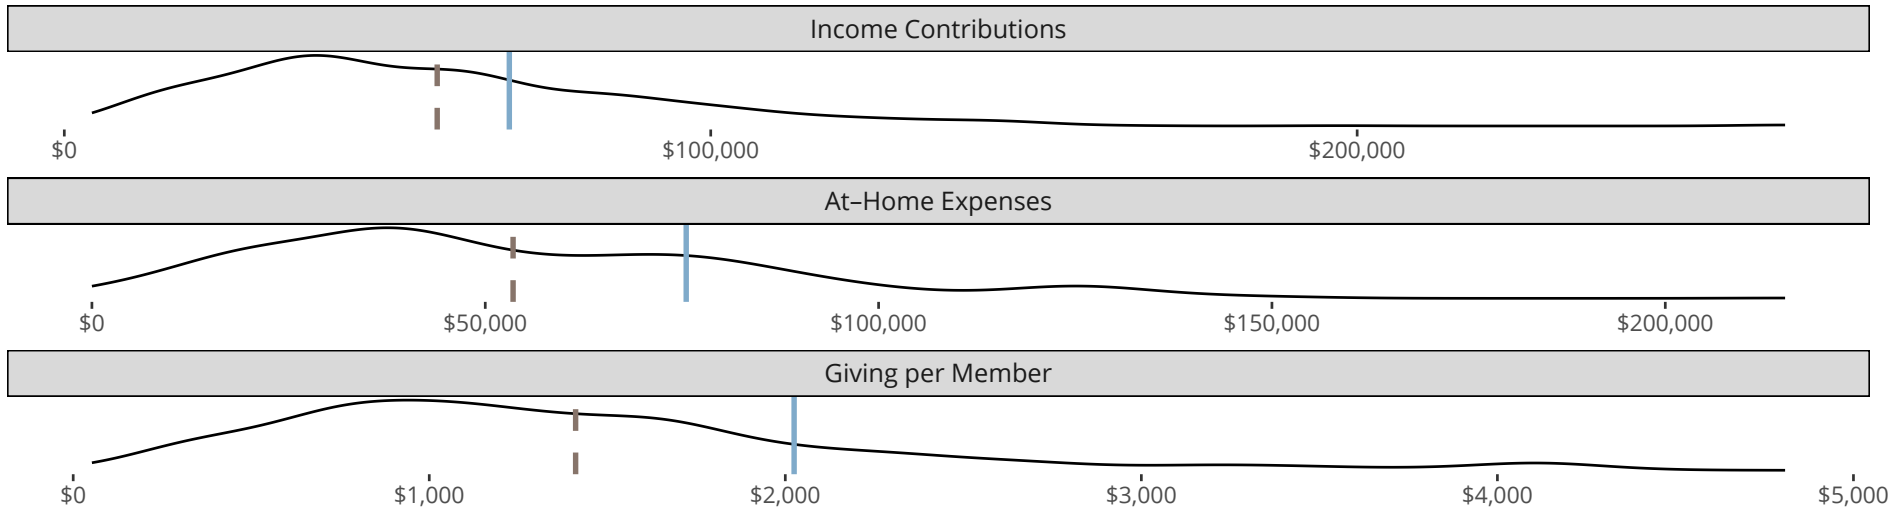 Income Contributions
$0 $100,000 $200,000
At–Home Expenses
$0 $50,000 $100,000 $150,000 $200,000
Giving per Member
$0 $1,000 $2,000 $3,000 $4,000 $5,000